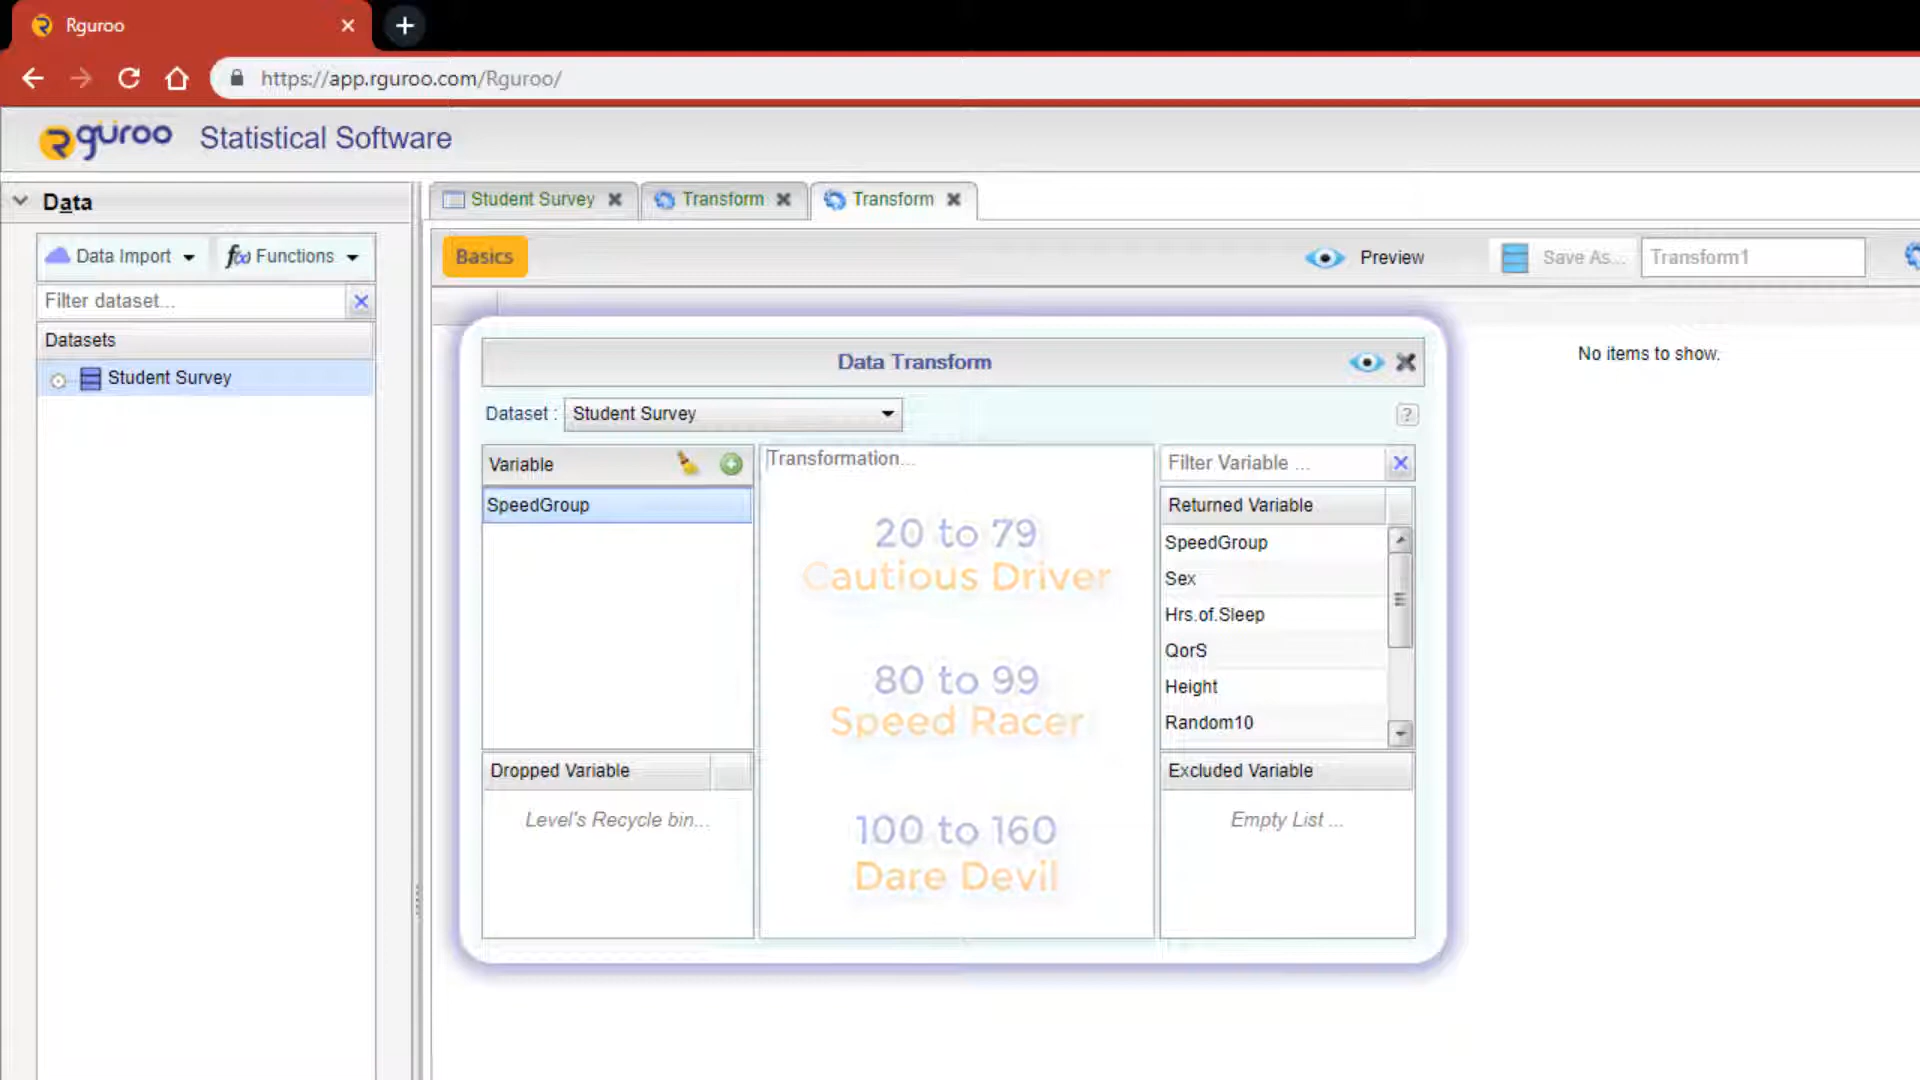 Rguroo
https://app.rguroo.com/Rguroo/
Rguroo Statistical Software
Data
Student Survey
Transform
Transform
Data Import
f(x) Functions
Basics
Preview
Save As...
Transform1
Filter dataset...
Datasets
Student Survey
No items to show.
Data Transform
Dataset :
Student Survey
?
Variable
Transformation...
Filter Variable ...
SpeedGroup
Returned Variable
20 to 79
Cautious Driver
80 to 99
Speed Racer
100 to 160
Dare Devil
SpeedGroup
Sex
Hrs.of.Sleep
QorS
Height
Random10
Dropped Variable
Level's Recycle bin...
Excluded Variable
Empty List ...